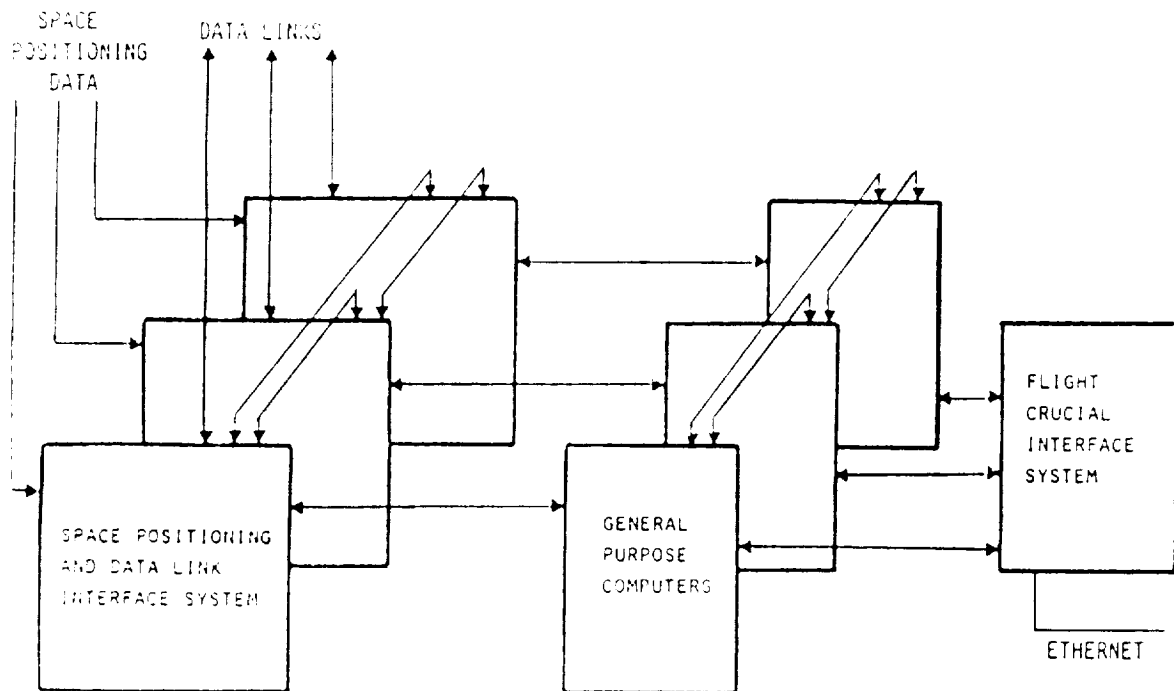 SPACE
POSITIONING
DATA
DATA LINKS
FLIGHT
CRUCIAL
INTERFACE
SYSTEM
SPACE POSITIONING
AND DATA LINK
INTERFACE SYSTEM
GENERAL
PURPOSE
COMPUTERS
ETHERNET